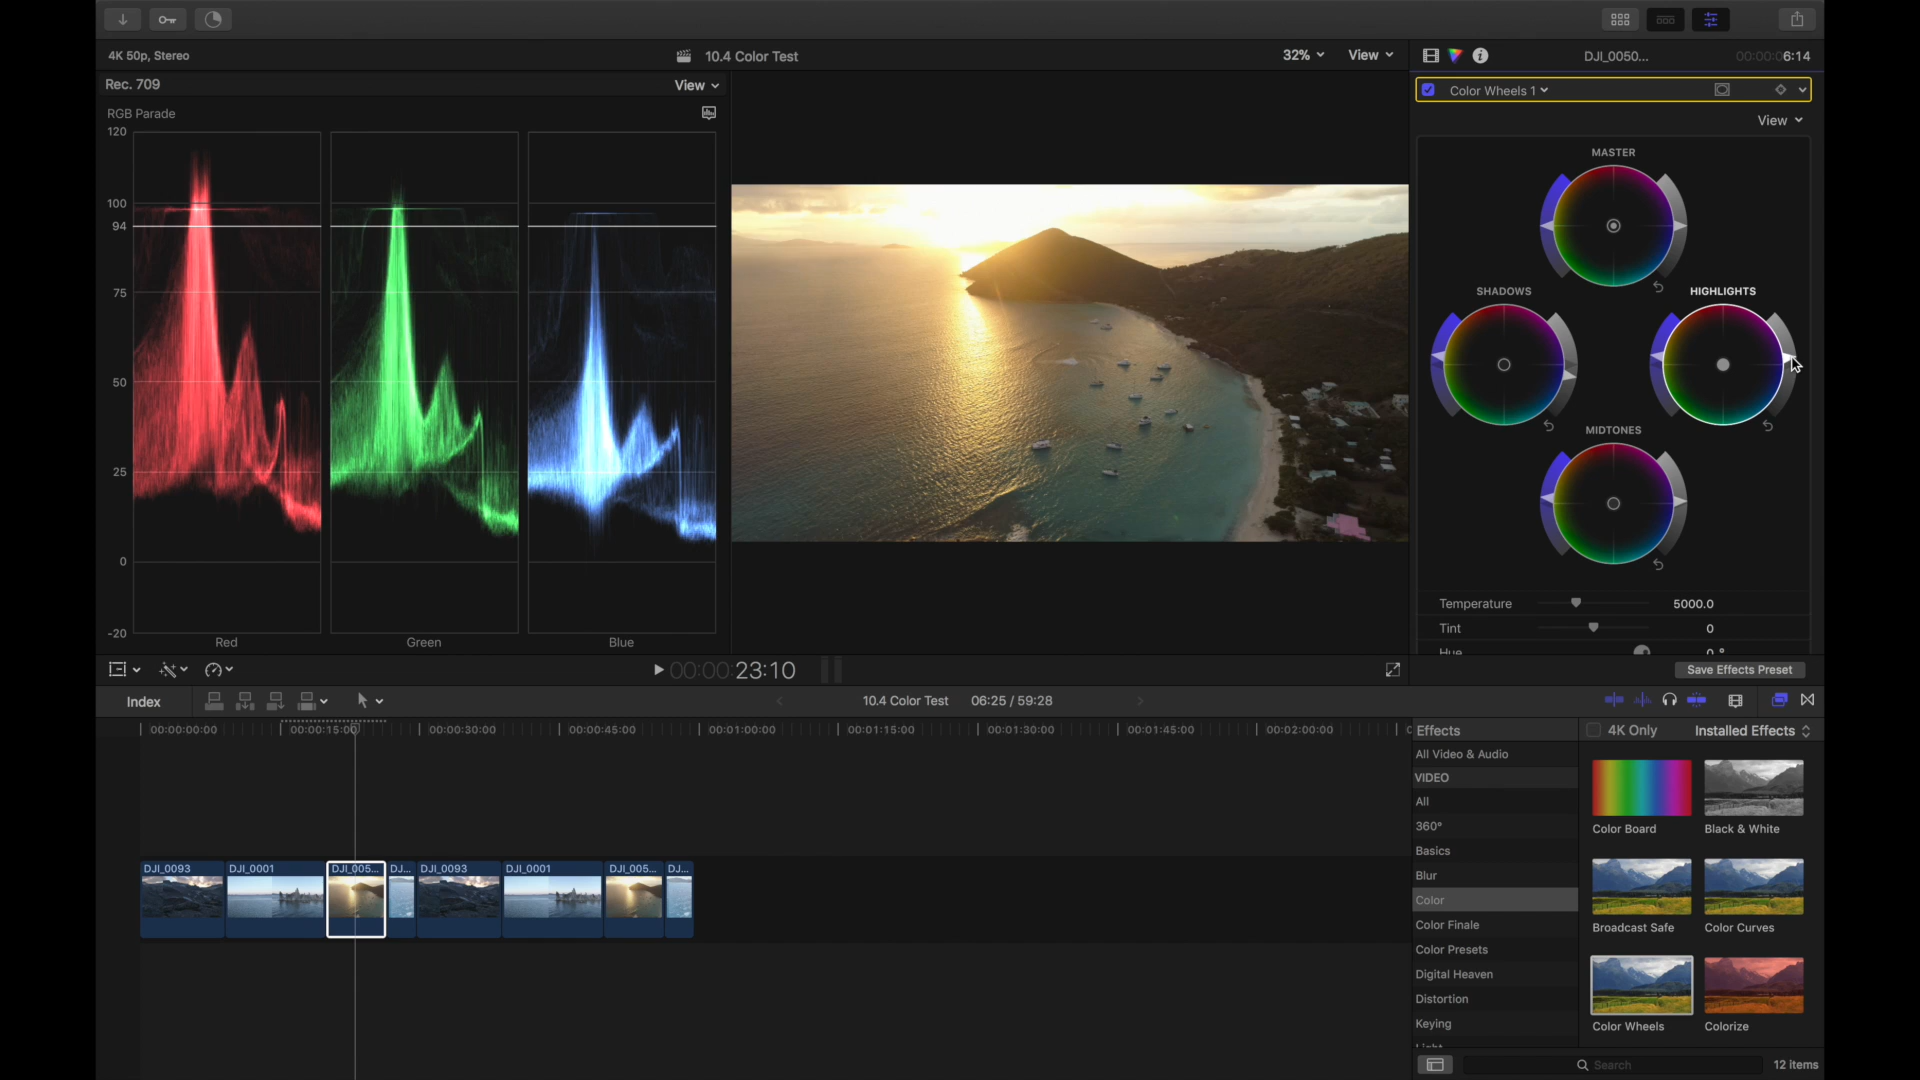 4K 50p, Stereo
10.4 Color Test
32%
View
DJI_0050...
00:00:06:14
Rec. 709
View
Color Wheels 1
View
RGB Parade
120
100
94
75
50
25
0
-20
Red
Green
Blue
MASTER
SHADOWS
HIGHLIGHTS
MIDTONES
Temperature
5000.0
Tint
0
Hue
0 °
Save Effects Preset
00:00:23:10
Index
10.4 Color Test
06:25 / 59:28
00:00:00:00
00:00:15:00
00:00:30:00
00:00:45:00
00:01:00:00
00:01:15:00
00:01:30:00
00:01:45:00
00:02:00:00
DJI_0093
DJI_0001
DJI_005...
DJ...
DJI_0093
DJI_0001
DJI_005...
DJ...
Effects
4K Only
Installed Effects
All Video & Audio
VIDEO
All
360°
Basics
Blur
Color
Color Finale
Color Presets
Digital Heaven
Distortion
Keying
Light
Color Board
Black & White
Broadcast Safe
Color Curves
Color Wheels
Colorize
Search
12 items